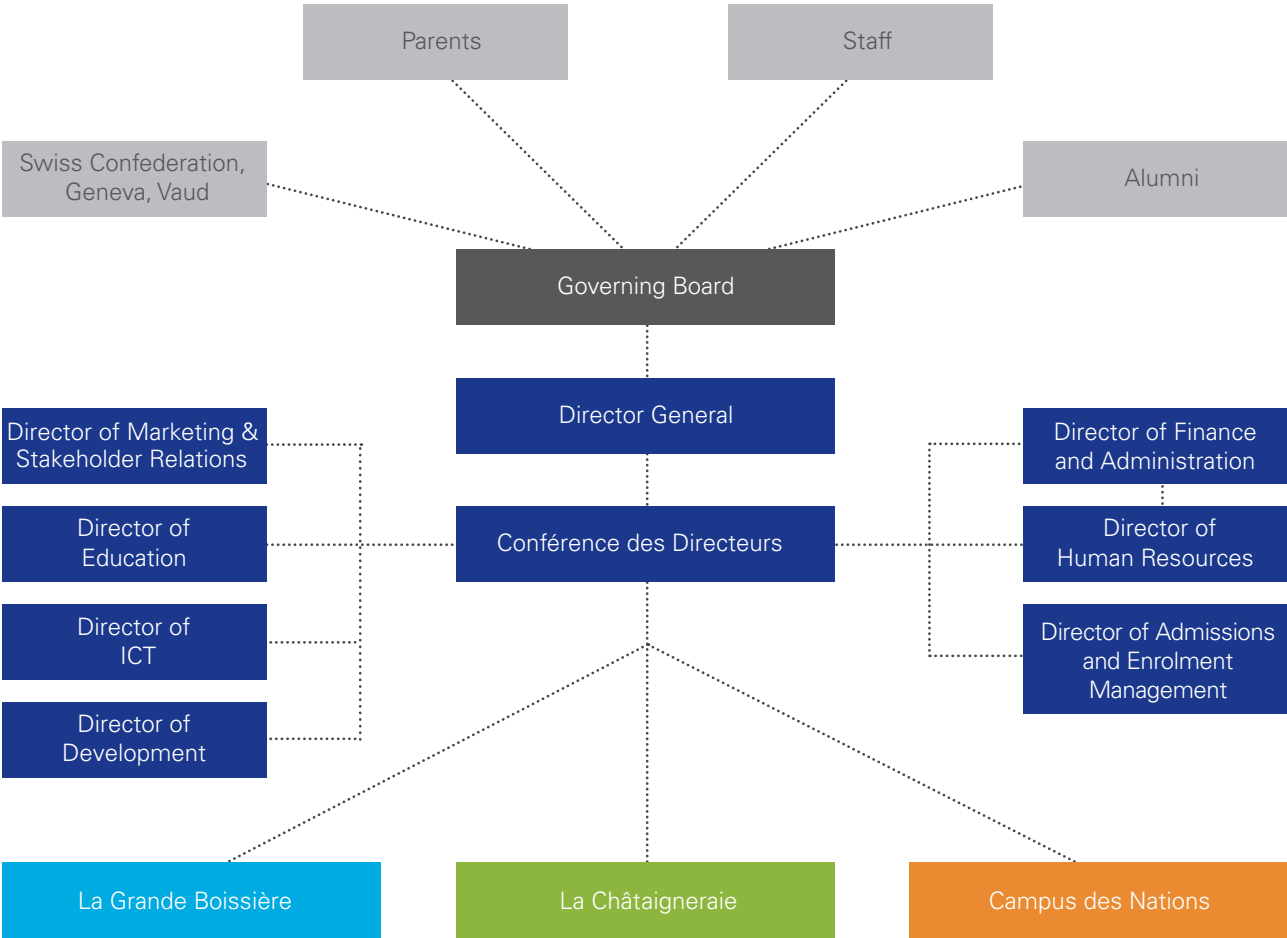 Parents
Staff
Swiss Confederation,
Geneva, Vaud
Alumni
Governing Board
Director General
Director of Marketing &
Stakeholder Relations
Director of Finance
and Administration
Director of
Education
Conférence des Directeurs
Director of
Human Resources
Director of
ICT
Director of Admissions
and Enrolment
Management
Director of
Development
La Grande Boissière
La Châtaigneraie
Campus des Nations